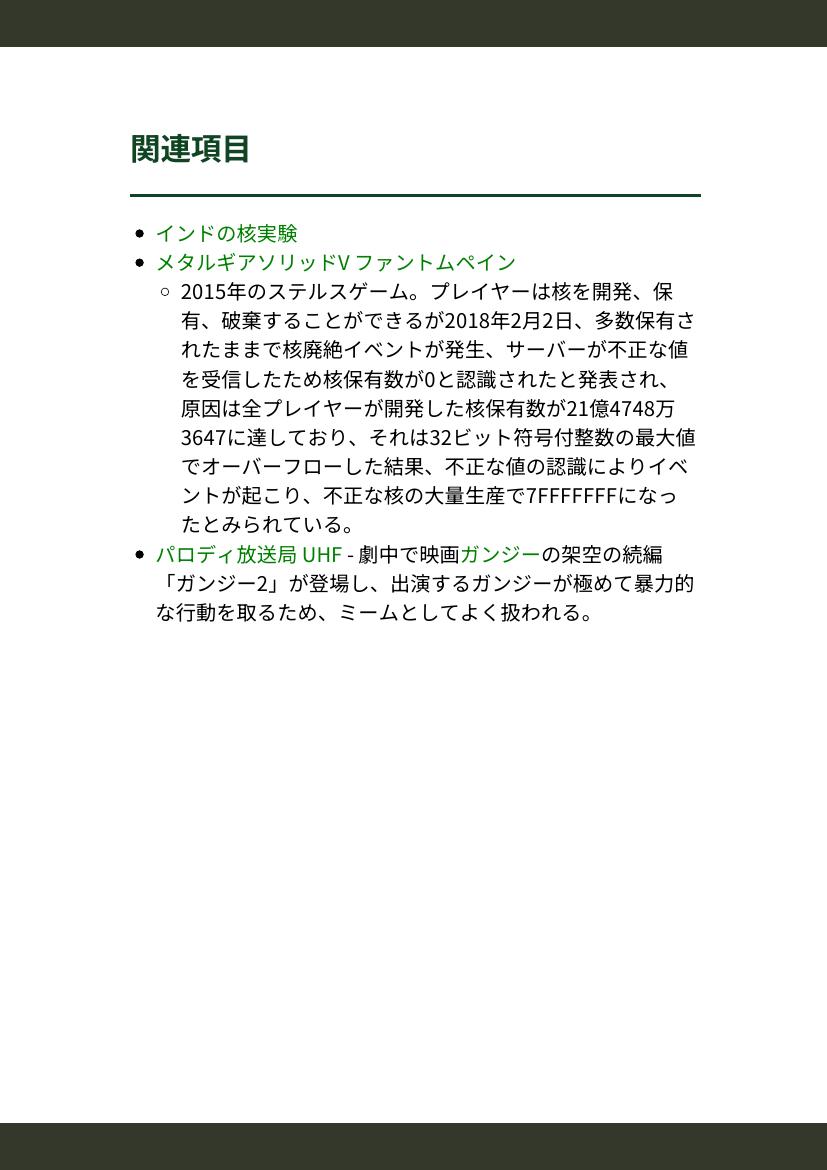 関連項目
インドの核実験
メタルギアソリッドV ファントムペイン
2015年のステルスゲーム。プレイヤーは核を開発、保
有、破棄することができるが2018年2月2日、多数保有さ
れたままで核廃絶イベントが発生、サーバーが不正な値
を受信したため核保有数が0と認識されたと発表され、
原因は全プレイヤーが開発した核保有数が21億4748万
3647に達しており、それは32ビット符号付整数の最大値
でオーバーフローした結果、不正な値の認識によりイベ
ントが起こり、不正な核の大量生産で7FFFFFFFになっ
たとみられている。
パロディ放送局 UHF - 劇中で映画ガンジーの架空の続編
「ガンジー2」が登場し、出演するガンジーが極めて暴力的
な行動を取るため、ミームとしてよく扱われる。